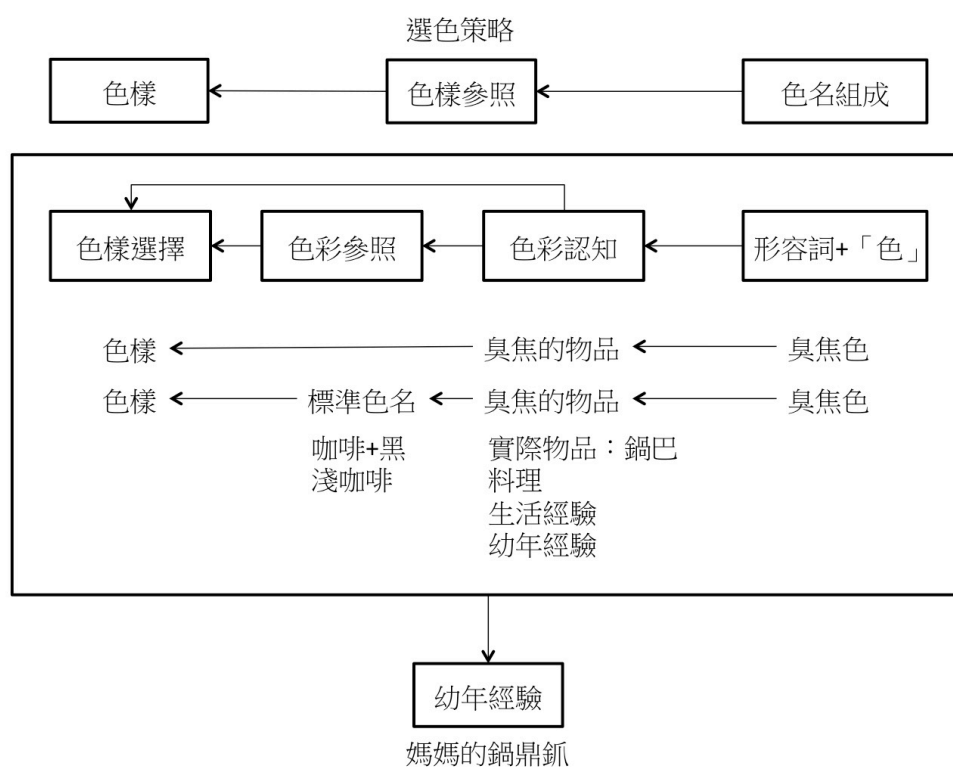 選色策略
色樣 色樣參照 色名組成
色樣選擇 色彩參照 色彩認知 形容詞+「色」
色樣 臭焦的物品 臭焦色
色樣 標準色名 臭焦的物品 臭焦色
咖啡+黑 實際物品：鍋巴
淺咖啡 料理
生活經驗
幼年經驗
幼年經驗
媽媽的鍋鼎釟